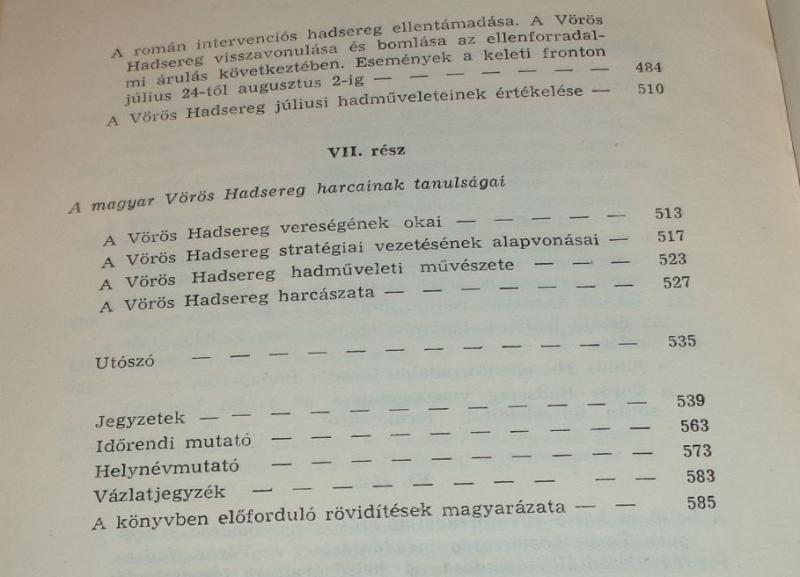 A román intervenciós hadsereg ellentámadása. A Vörös
Hadsereg visszavonulása és bomlása az ellenforradal-
mi árulás következtében. Események a keleti fronton
július 24-től augusztus 2-ig — — — — — — — 484
A Vörös Hadsereg júliusi hadműveleteinek értékelése — 510
VII. rész
A magyar Vörös Hadsereg harcainak tanulságai
A Vörös Hadsereg vereségének okai — — — — — 513
A Vörös Hadsereg stratégiai vezetésének alapvonásai — 517
A Vörös Hadsereg hadműveleti művészete — — — 523
A Vörös Hadsereg harcászata — — — — — — — 527
Utószó — — — — — — — — — — — 535
Jegyzetek — — — — — — — — — — — 539
Időrendi mutató — — — — — — — — — 563
Helynévmutató — — — — — — — — — 573
Vázlatjegyzék — — — — — — — — — — 583
A könyvben előforduló rövidítések magyarázata — — 585